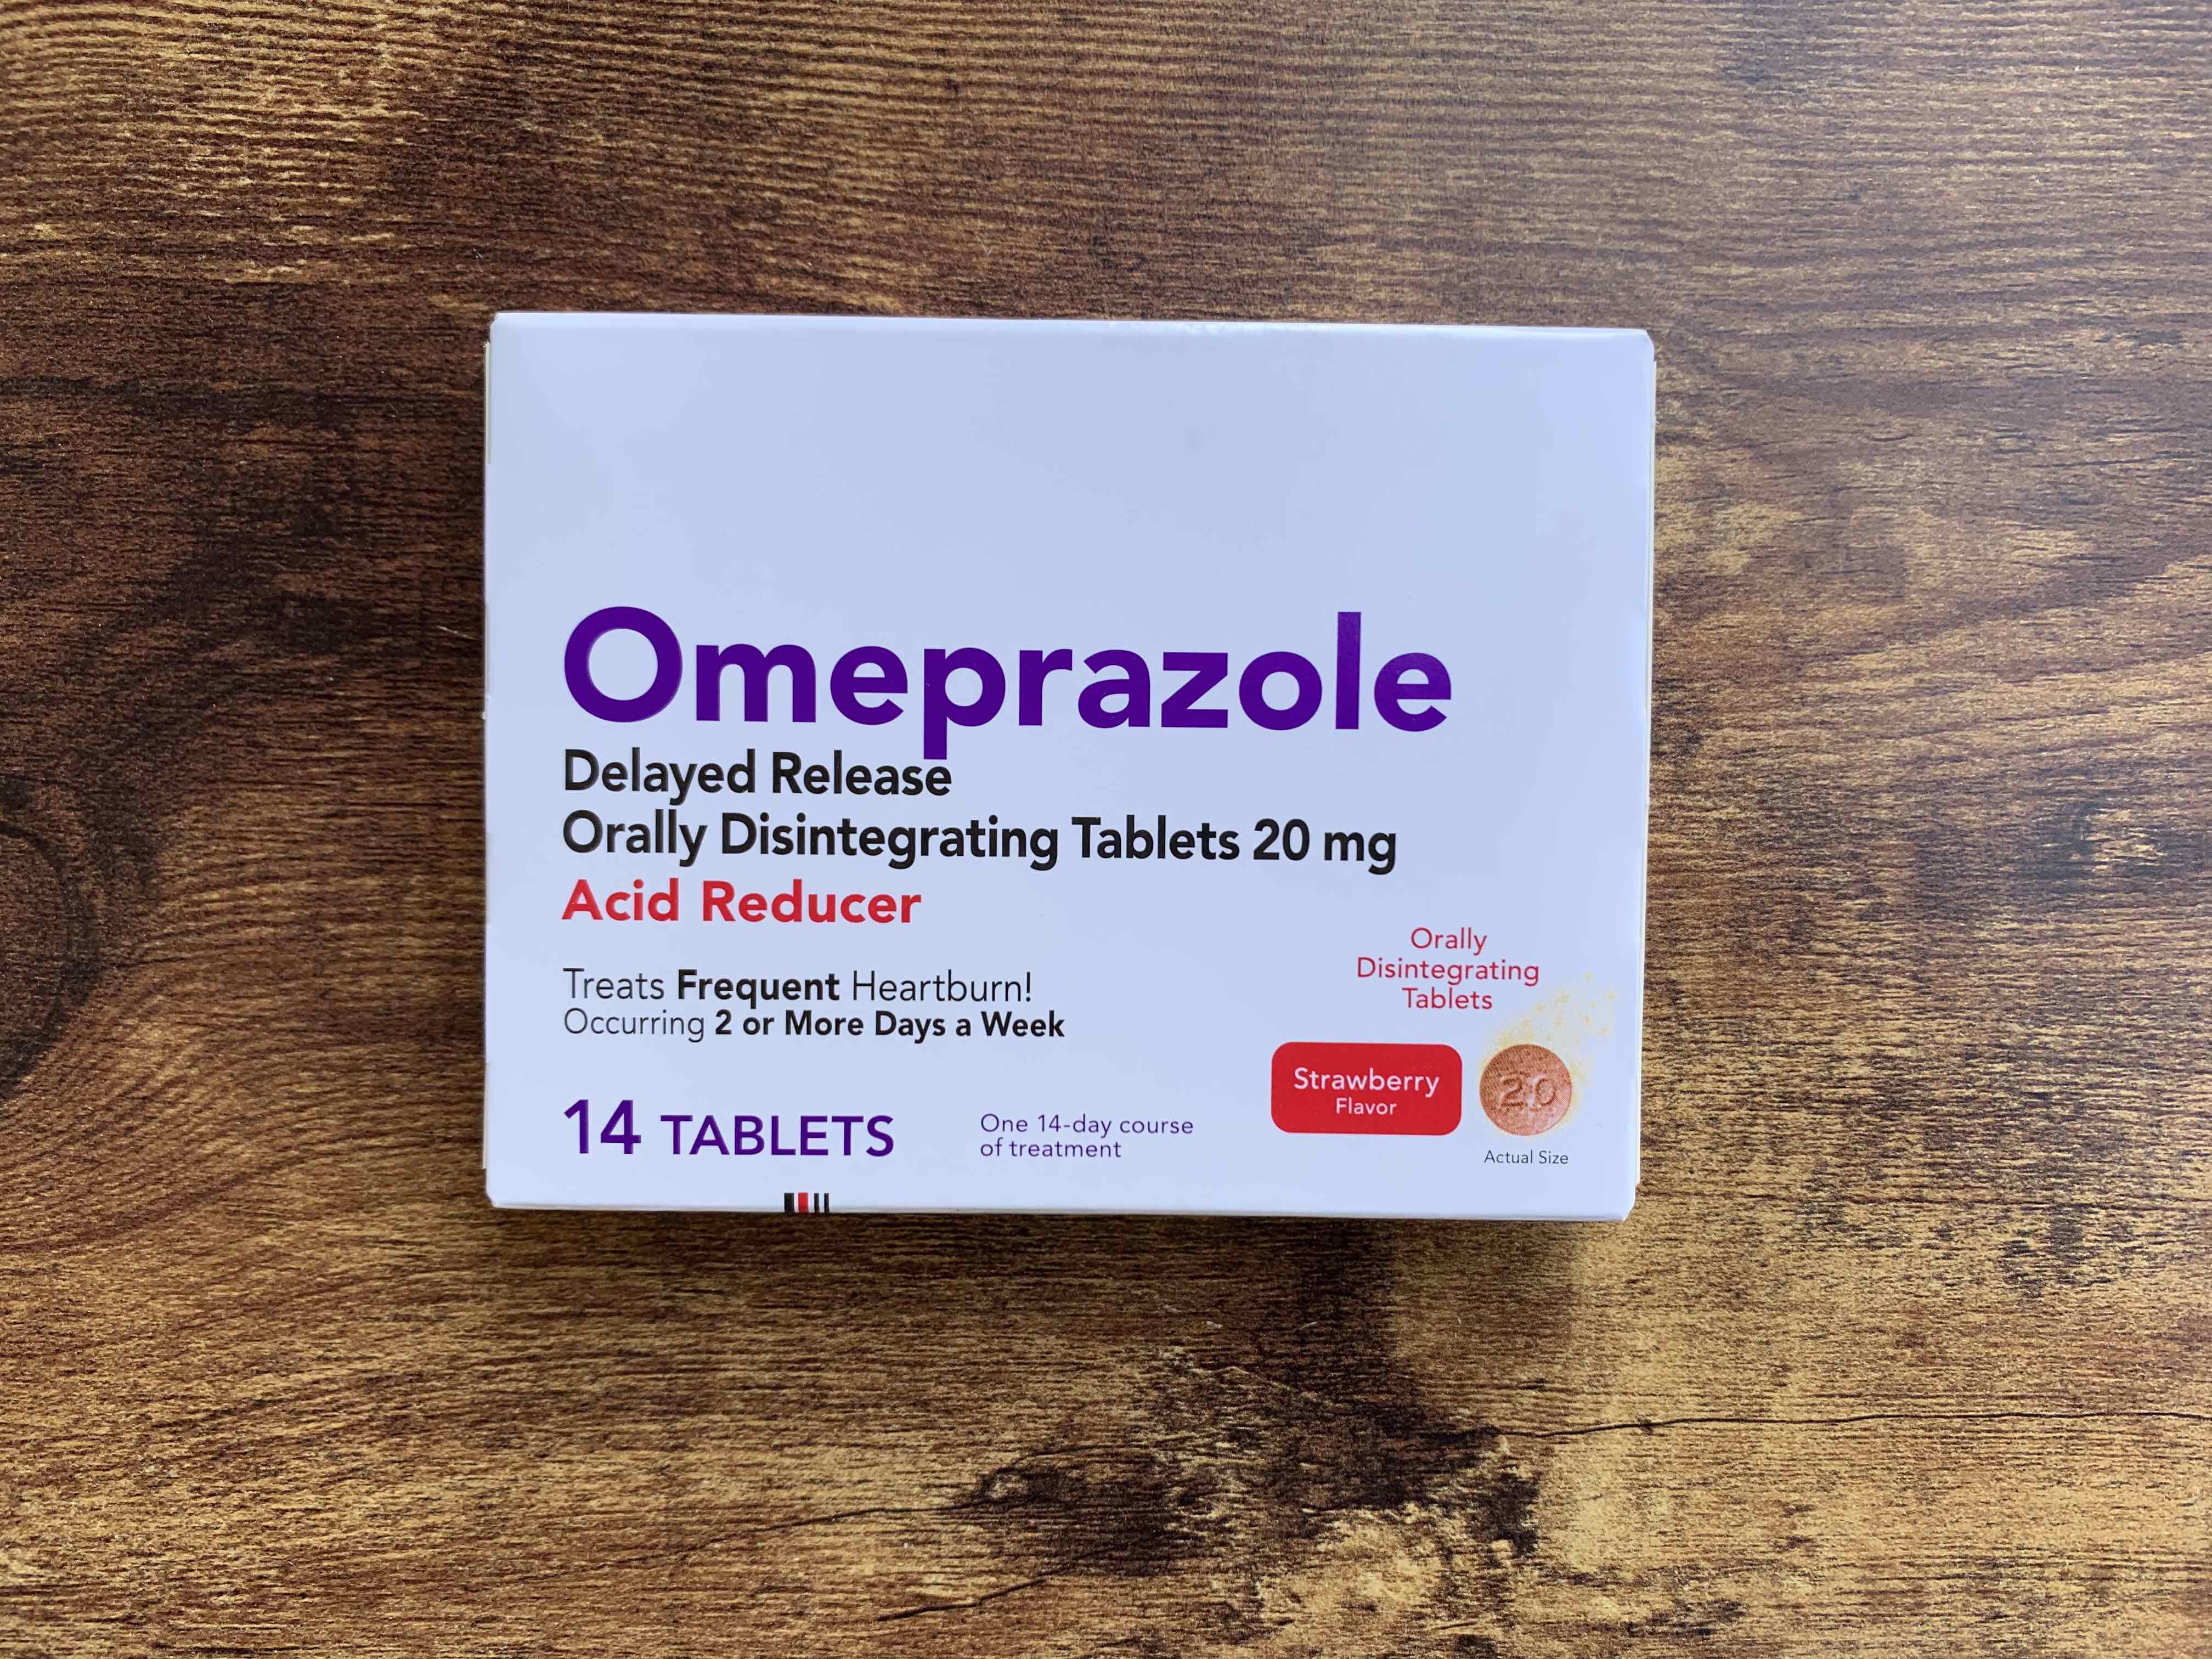 Omeprazole
Delayed Release
Orally Disintegrating Tablets 20 mg
Acid Reducer
Treats Frequent Heartburn!
Occurring 2 or More Days a Week
14 TABLETS
One 14-day course
of treatment
Orally
Disintegrating
Tablets
Strawberry
Flavor
20
Actual Size